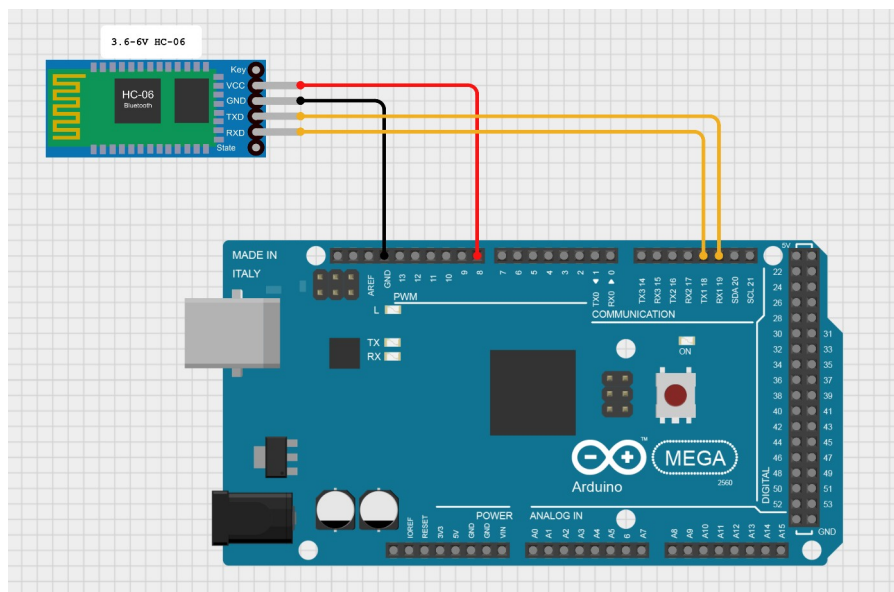 3.6-6V HC-06
Key
VCC
HC-06
Bluetooth
GND
TXD
RXD
State
MADE IN
ITALY
AREF
GND
13
12
11
10
9
8
7
6
5
4
3
2
TX0 1
RX0 0
TX3 14
RX3 15
TX2 16
RX2 17
TX1 18
RX1 19
SDA 20
SCL 21
5V
PWM
COMMUNICATION
L
TX
RX
ON
22
24
26
28
30 31
32 33
34 35
36 37
38 39
40 41
42 43
44 45
46 47
48 49
50 51
52 53
DIGITAL
GND
™
MEGA
2560
Arduino
POWER
ANALOG IN
IOREF
RESET
3V3
5V
GND
GND
VIN
A0
A1
A2
A3
A4
A5
6
A7
A8
A9
A10
A11
A12
A13
A14
A15